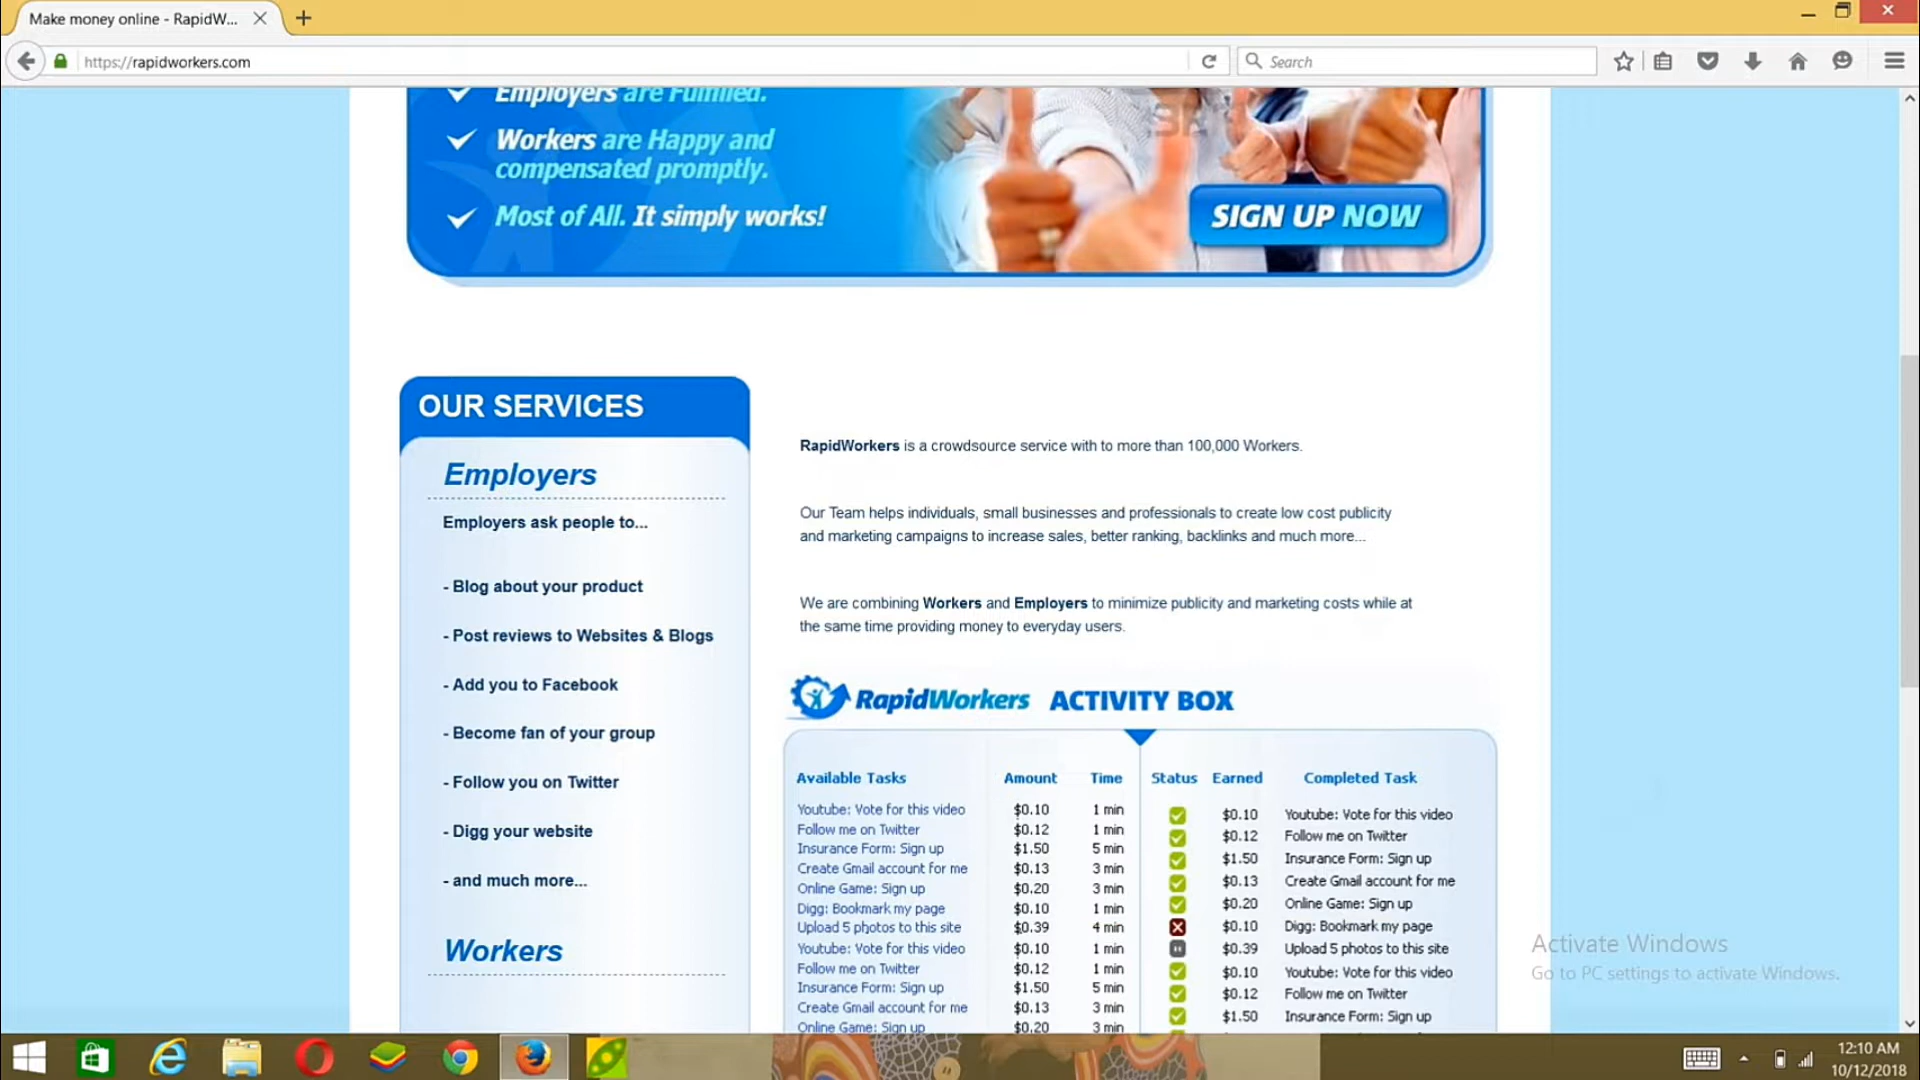 Make money online - RapidW...
https://rapidworkers.com
Search
Employers are Fulfilled.
Workers are Happy and
compensated promptly.
Most of All. It simply works!
SIGN UP NOW
OUR SERVICES
Employers
Employers ask people to...
- Blog about your product
- Post reviews to Websites & Blogs
- Add you to Facebook
- Become fan of your group
- Follow you on Twitter
- Digg your website
- and much more...
Workers
RapidWorkers is a crowdsource service with to more than 100,000 Workers.
Our Team helps individuals, small businesses and professionals to create low cost publicity
and marketing campaigns to increase sales, better ranking, backlinks and much more...
We are combining Workers and Employers to minimize publicity and marketing costs while at
the same time providing money to everyday users.
RapidWorkers ACTIVITY BOX
Available Tasks Amount Time Status Earned Completed Task
Youtube: Vote for this video $0.10 1 min $0.10 Youtube: Vote for this video
Follow me on Twitter $0.12 1 min $0.12 Follow me on Twitter
Insurance Form: Sign up $1.50 5 min $1.50 Insurance Form: Sign up
Create Gmail account for me $0.13 3 min $0.13 Create Gmail account for me
Online Game: Sign up $0.20 3 min $0.20 Online Game: Sign up
Digg: Bookmark my page $0.10 1 min $0.10 Digg: Bookmark my page
Upload 5 photos to this site $0.39 4 min $0.39 Upload 5 photos to this site
Youtube: Vote for this video $0.10 1 min $0.10 Youtube: Vote for this video
Follow me on Twitter $0.12 1 min $0.12 Follow me on Twitter
Insurance Form: Sign up $1.50 5 min $1.50 Insurance Form: Sign up
Create Gmail account for me $0.13 3 min
Online Game: Sign up $0.20 3 min
Activate Windows
Go to PC settings to activate Windows.
12:10 AM
10/12/2018